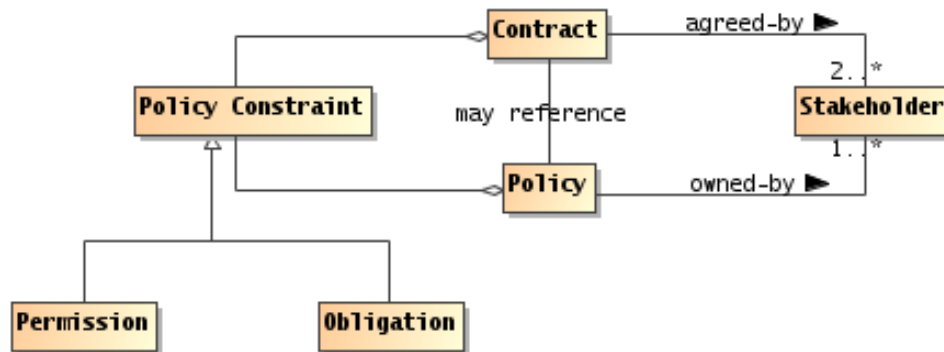 Contract
agreed-by ►
2..*
Policy Constraint
may reference
Stakeholder
1..*
Policy
owned-by ►
Permission
Obligation